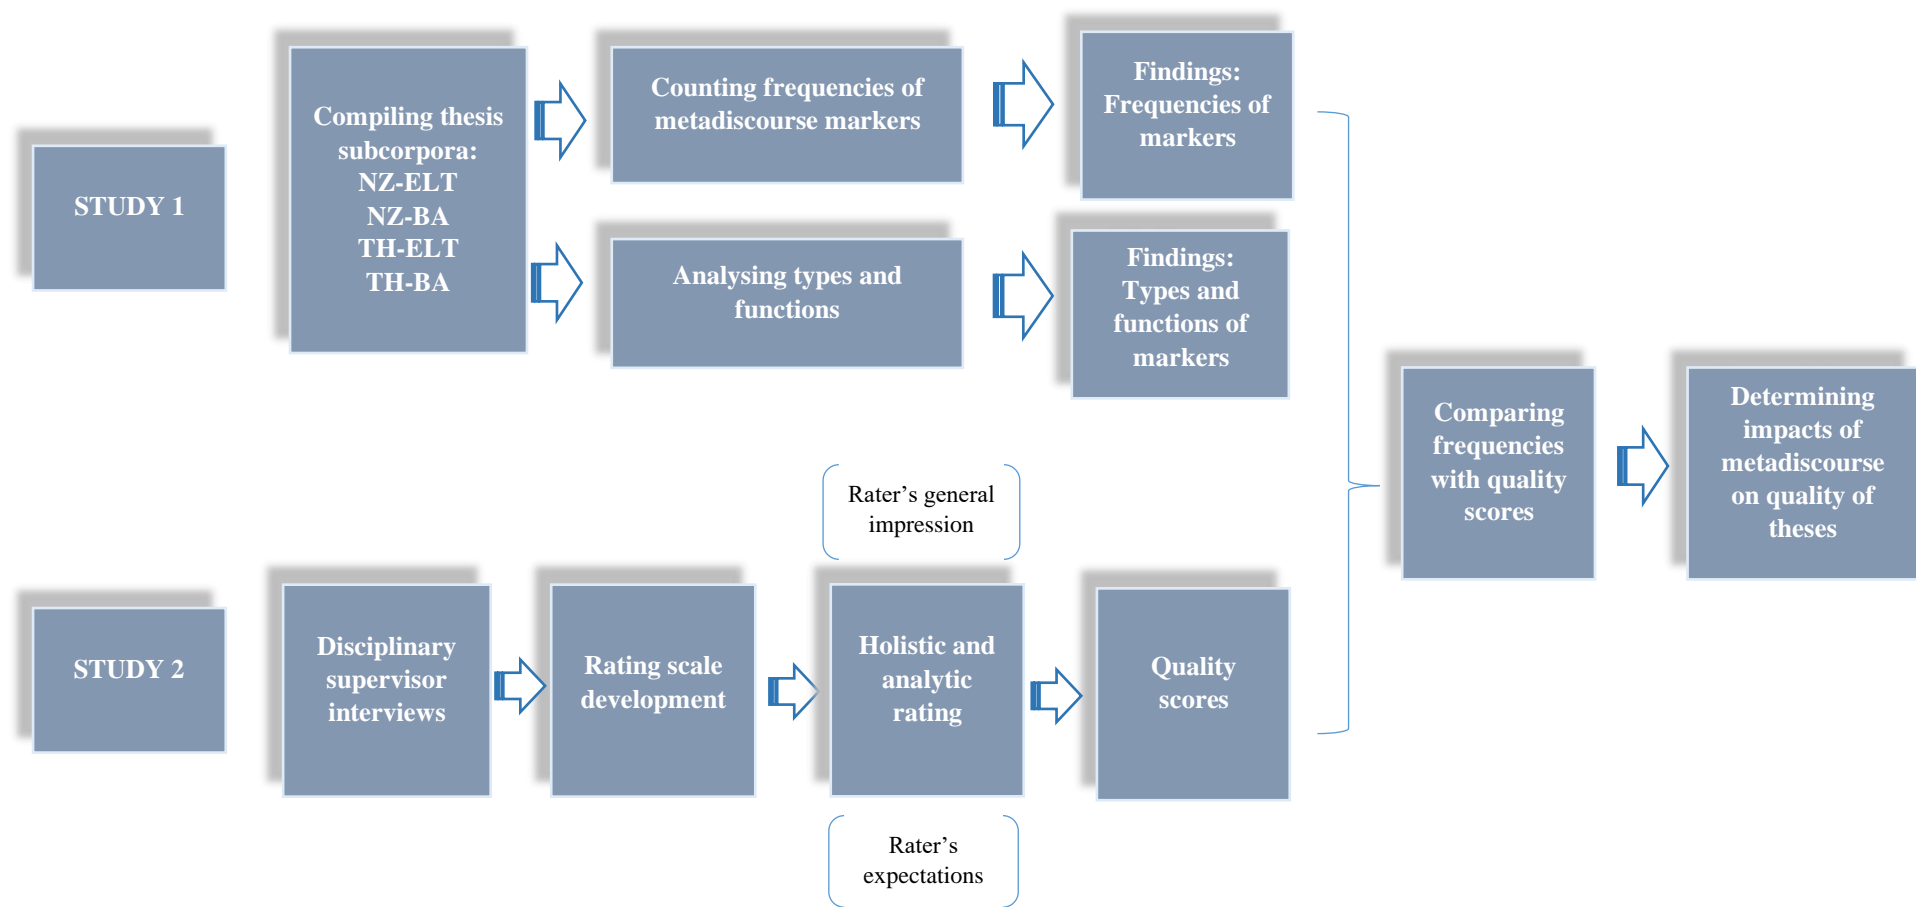 STUDY 1
Compiling thesis
subcorpora:
NZ-ELT
NZ-BA
TH-ELT
TH-BA
Counting frequencies of
metadiscourse markers
Findings:
Frequencies of
markers
Analysing types and
functions
Findings:
Types and
functions of
markers
STUDY 2
Disciplinary
supervisor
interviews
Rating scale
development
Rater’s general
impression
Holistic and
analytic
rating
Rater’s
expectations
Quality
scores
Comparing
frequencies
with quality
scores
Determining
impacts of
metadiscourse
on quality of
theses